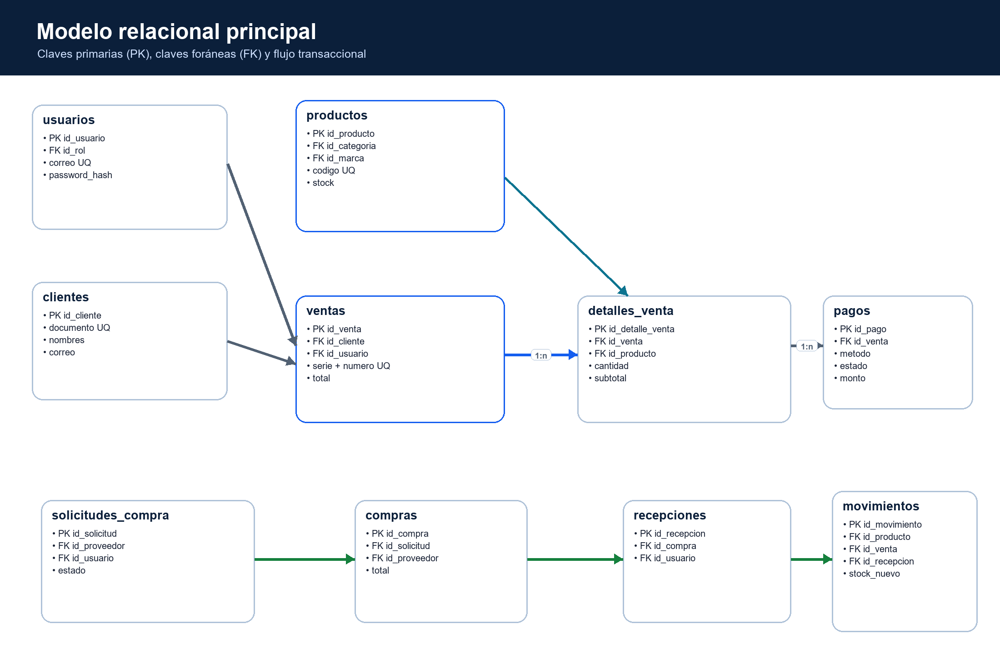 Modelo relacional principal
Claves primarias (PK), claves foráneas (FK) y flujo transaccional
usuarios
• PK id_usuario
• FK id_rol
• correo UQ
• password_hash
productos
• PK id_producto
• FK id_categoria
• FK id_marca
• codigo UQ
• stock
clientes
• PK id_cliente
• documento UQ
• nombres
• correo
ventas
• PK id_venta
• FK id_cliente
• FK id_usuario
• serie + numero UQ
• total
1:n
detalles_venta
• PK id_detalle_venta
• FK id_venta
• FK id_producto
• cantidad
• subtotal
1:n
pagos
• PK id_pago
• FK id_venta
• metodo
• estado
• monto
solicitudes_compra
• PK id_solicitud
• FK id_proveedor
• FK id_usuario
• estado
compras
• PK id_compra
• FK id_solicitud
• FK id_proveedor
• total
recepciones
• PK id_recepcion
• FK id_compra
• FK id_usuario
movimientos
• PK id_movimiento
• FK id_producto
• FK id_venta
• FK id_recepcion
• stock_nuevo